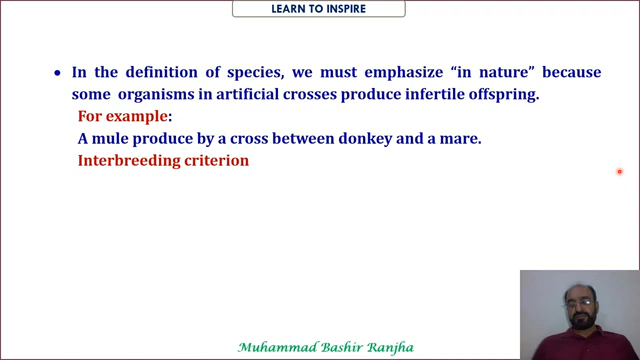 LEARN TO INSPIRE
• In the definition of species, we must emphasize “in nature” because
some organisms in artificial crosses produce infertile offspring.
For example:
A mule produce by a cross between donkey and a mare.
Interbreeding criterion
Muhammad Bashir Ranjha